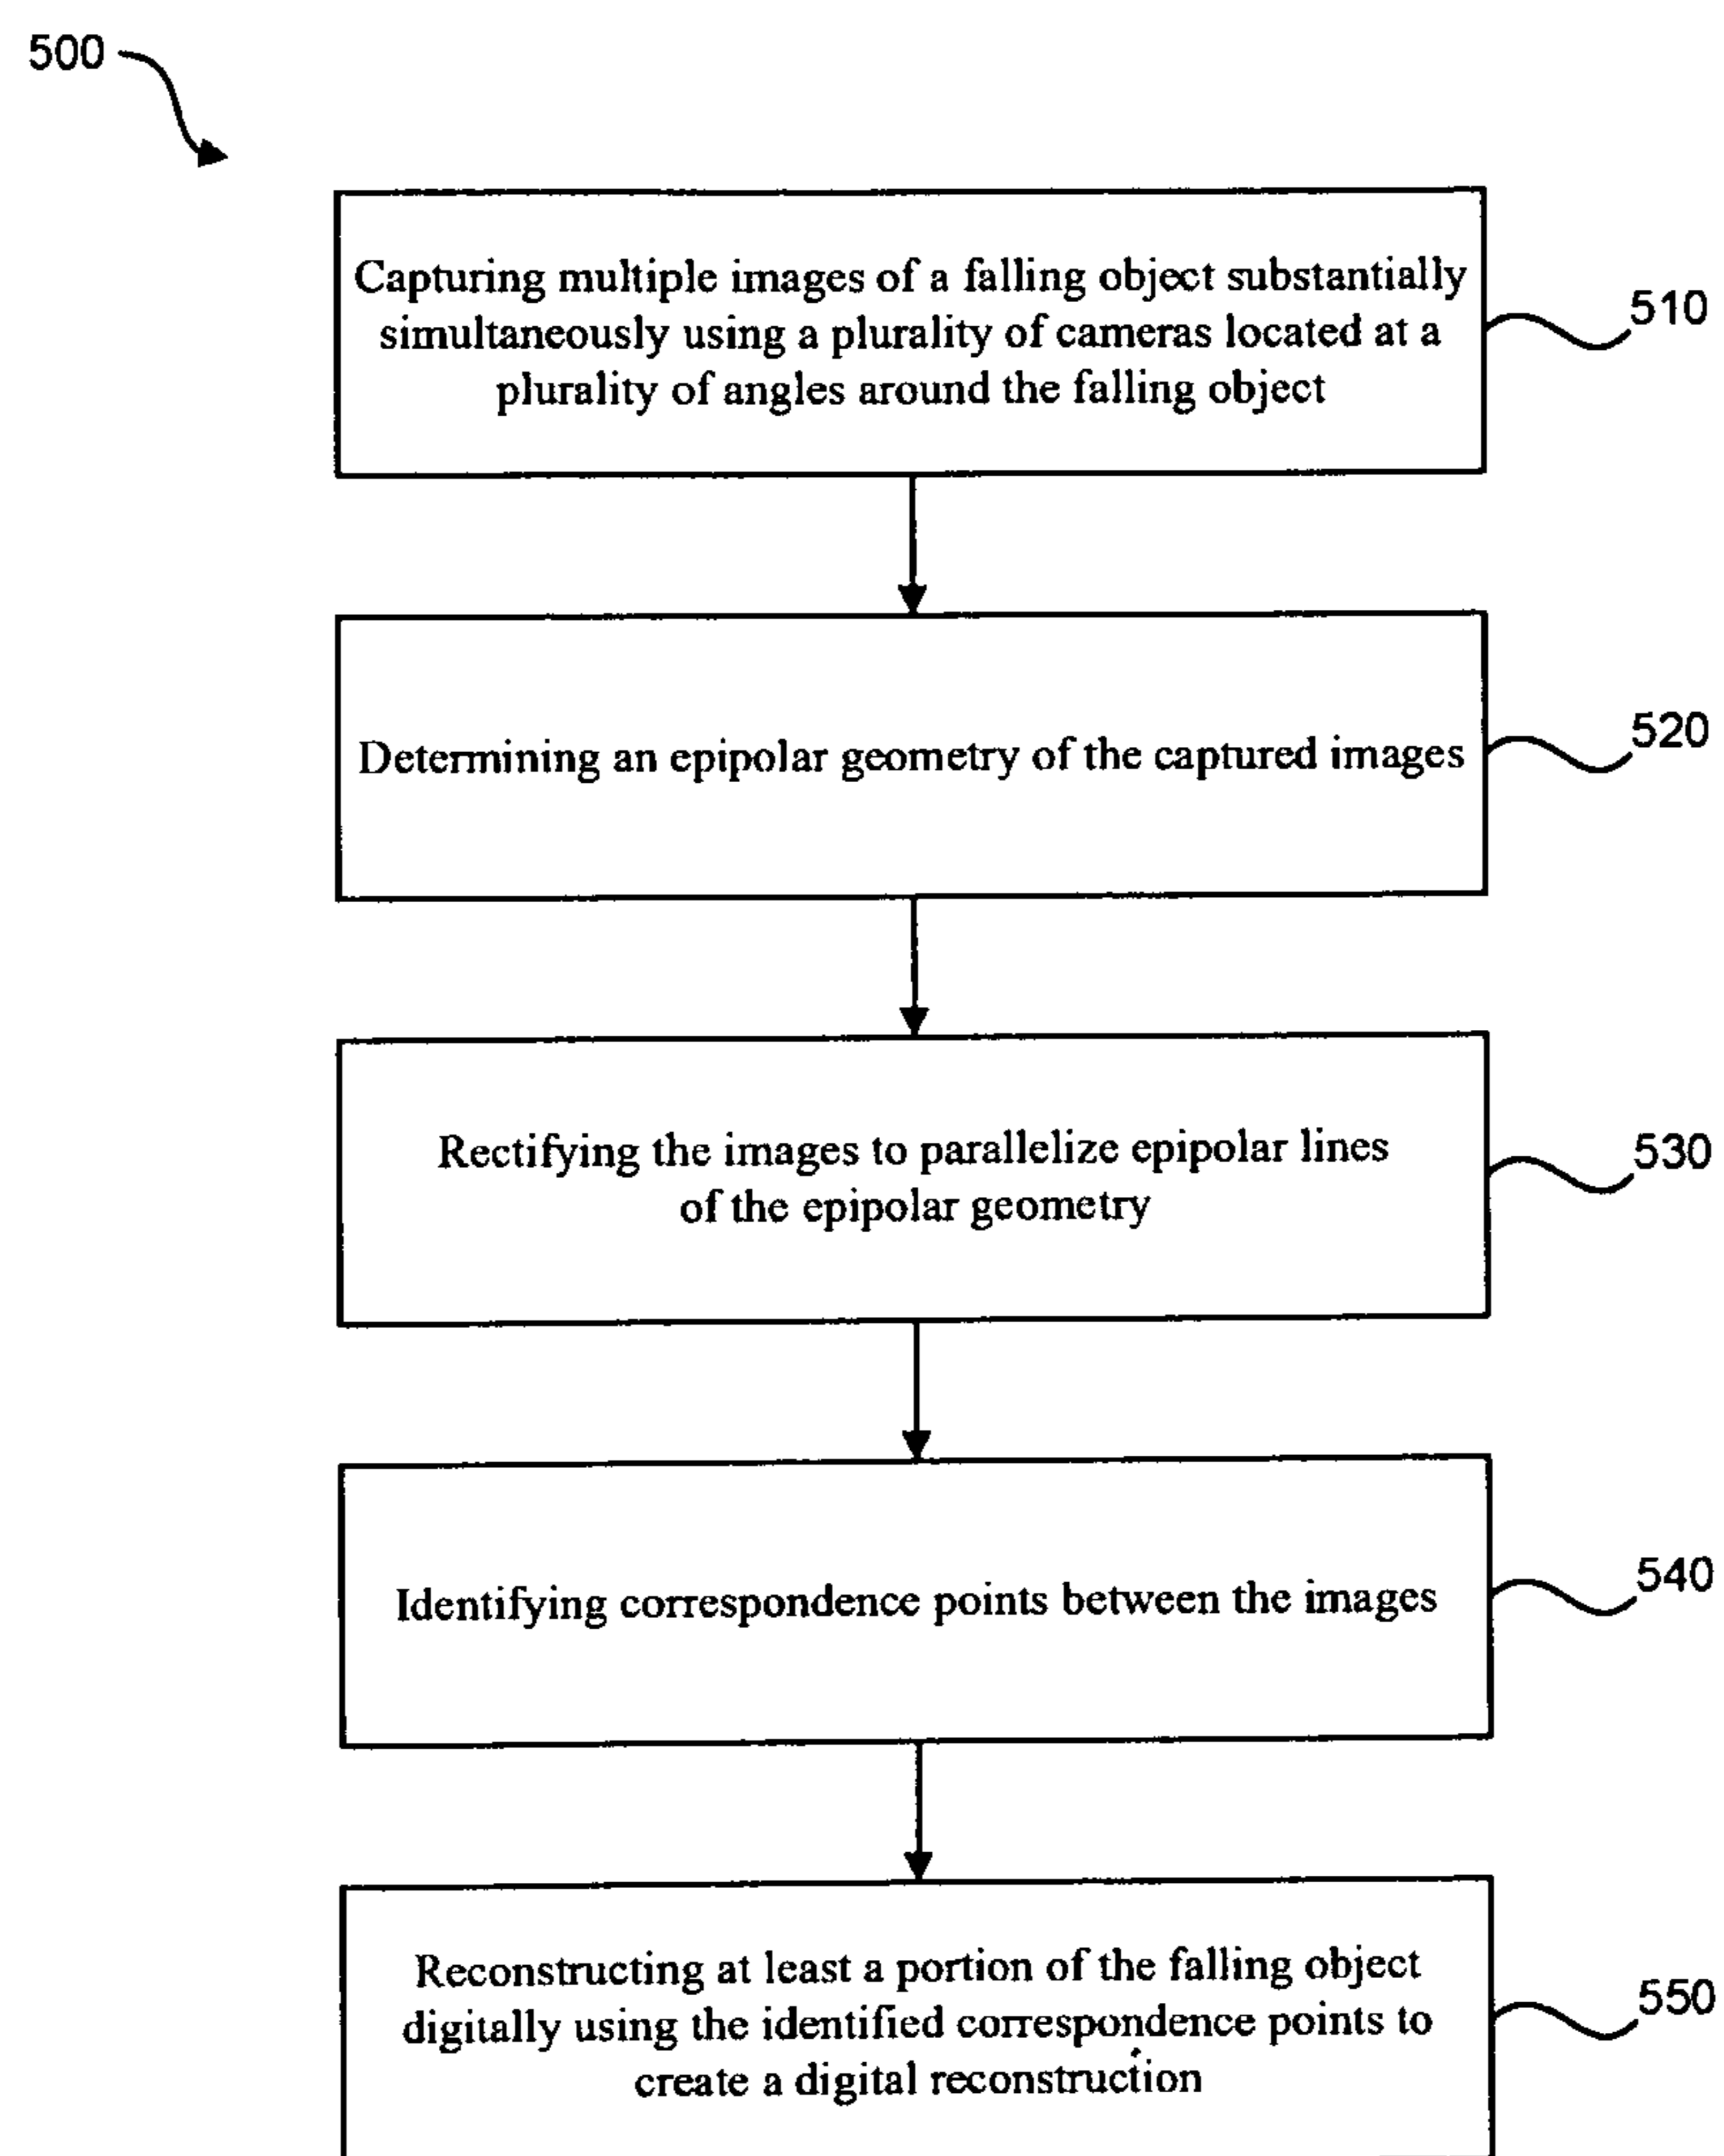 500
Capturing multiple images of a falling object substantially
simultaneously using a plurality of cameras located at a
plurality of angles around the falling object
510
Determining an epipolar geometry of the captured images
520
Rectifying the images to parallelize epipolar lines
of the epipolar geometry
530
Identifying correspondence points between the images
540
Reconstructing at least a portion of the falling object
digitally using the identified correspondence points to
create a digital reconstruction
550